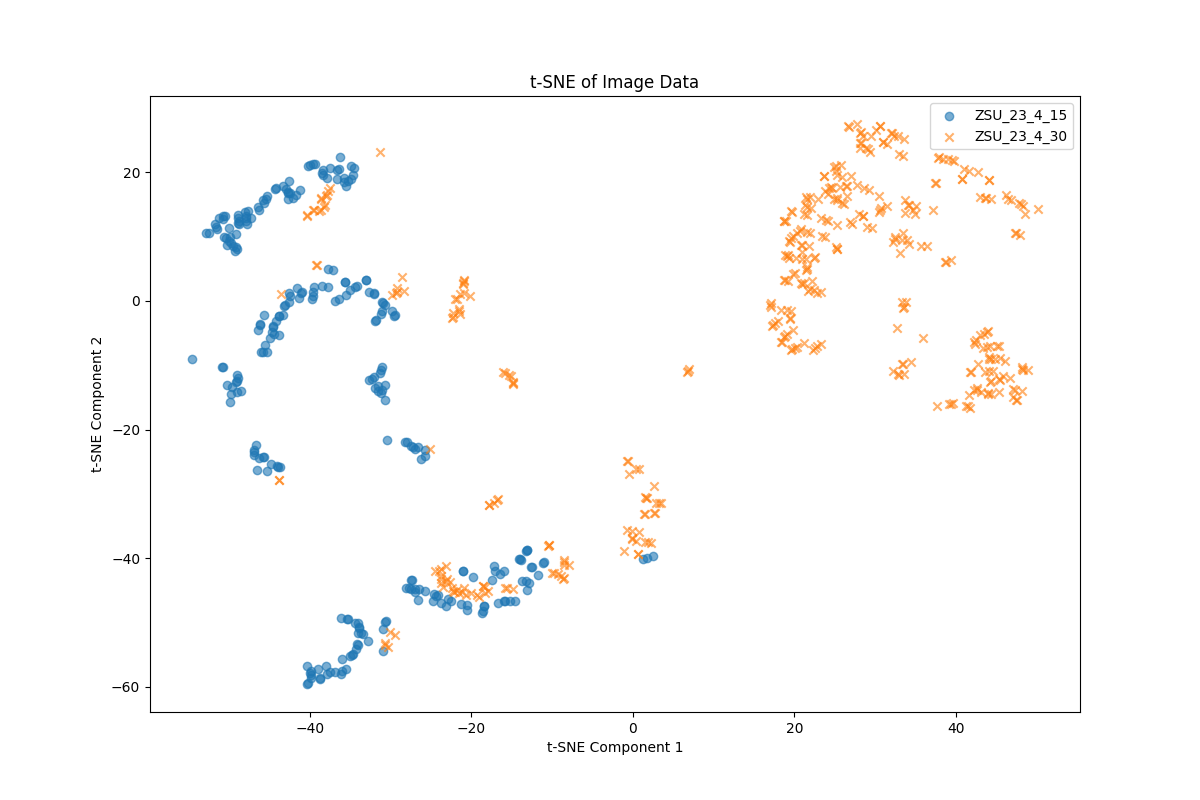 t-SNE of Image Data
ZSU_23_4_15
ZSU_23_4_30
20
0
−20
−40
−60
t-SNE Component 2
−40
−20
0
20
40
t-SNE Component 1